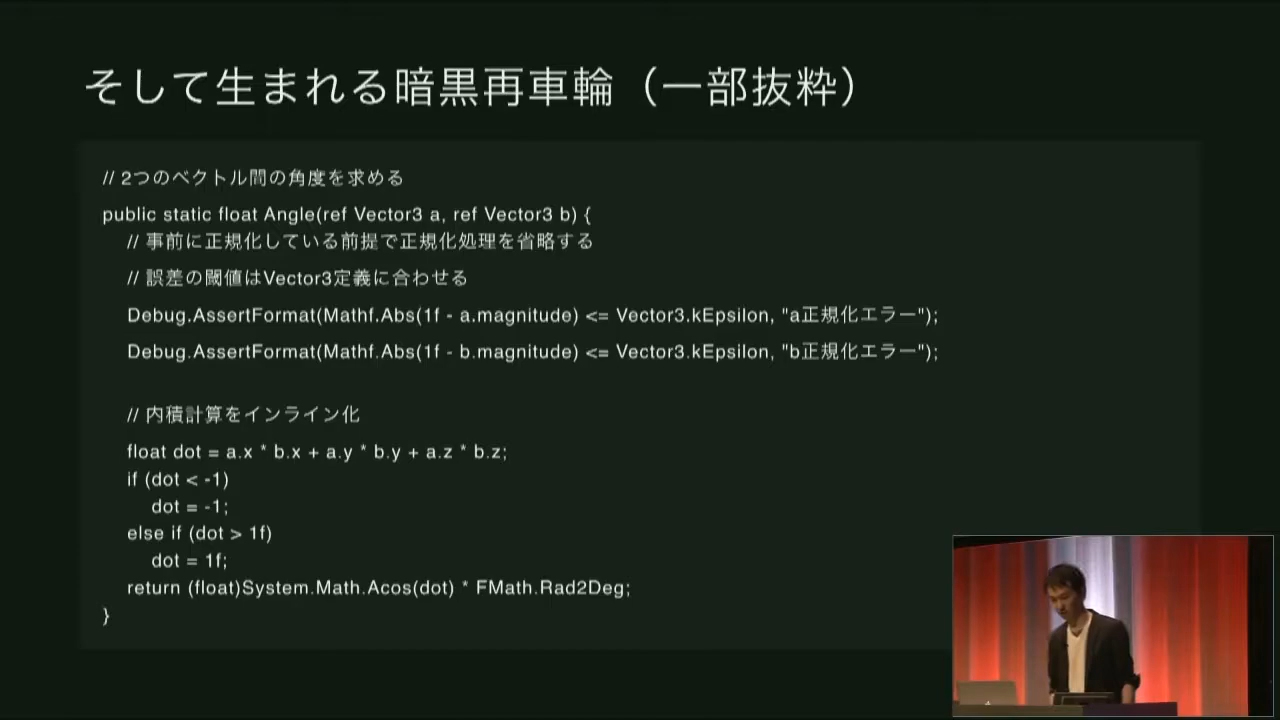 そして生まれる暗黒再車輪（一部抜粋）
// 2つのベクトル間の角度を求める
public static float Angle(ref Vector3 a, ref Vector3 b) {
// 事前に正規化している前提で正規化処理を省略する
// 誤差の閾値はVector3定義に合わせる
Debug.AssertFormat(Mathf.Abs(1f - a.magnitude) <= Vector3.kEpsilon, "a正規化エラー");
Debug.AssertFormat(Mathf.Abs(1f - b.magnitude) <= Vector3.kEpsilon, "b正規化エラー");
// 内積計算をインライン化
float dot = a.x * b.x + a.y * b.y + a.z * b.z;
if (dot < -1)
dot = -1;
else if (dot > 1f)
dot = 1f;
return (float)System.Math.Acos(dot) * FMath.Rad2Deg;
}